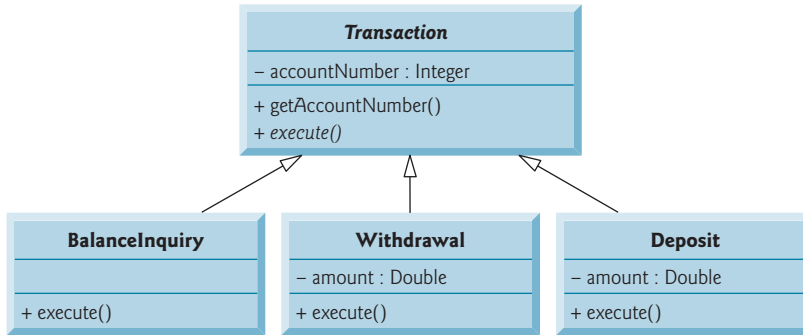 Transaction
– accountNumber : Integer
+ getAccountNumber()
+ execute()
BalanceInquiry
+ execute()
Withdrawal
– amount : Double
+ execute()
Deposit
– amount : Double
+ execute()